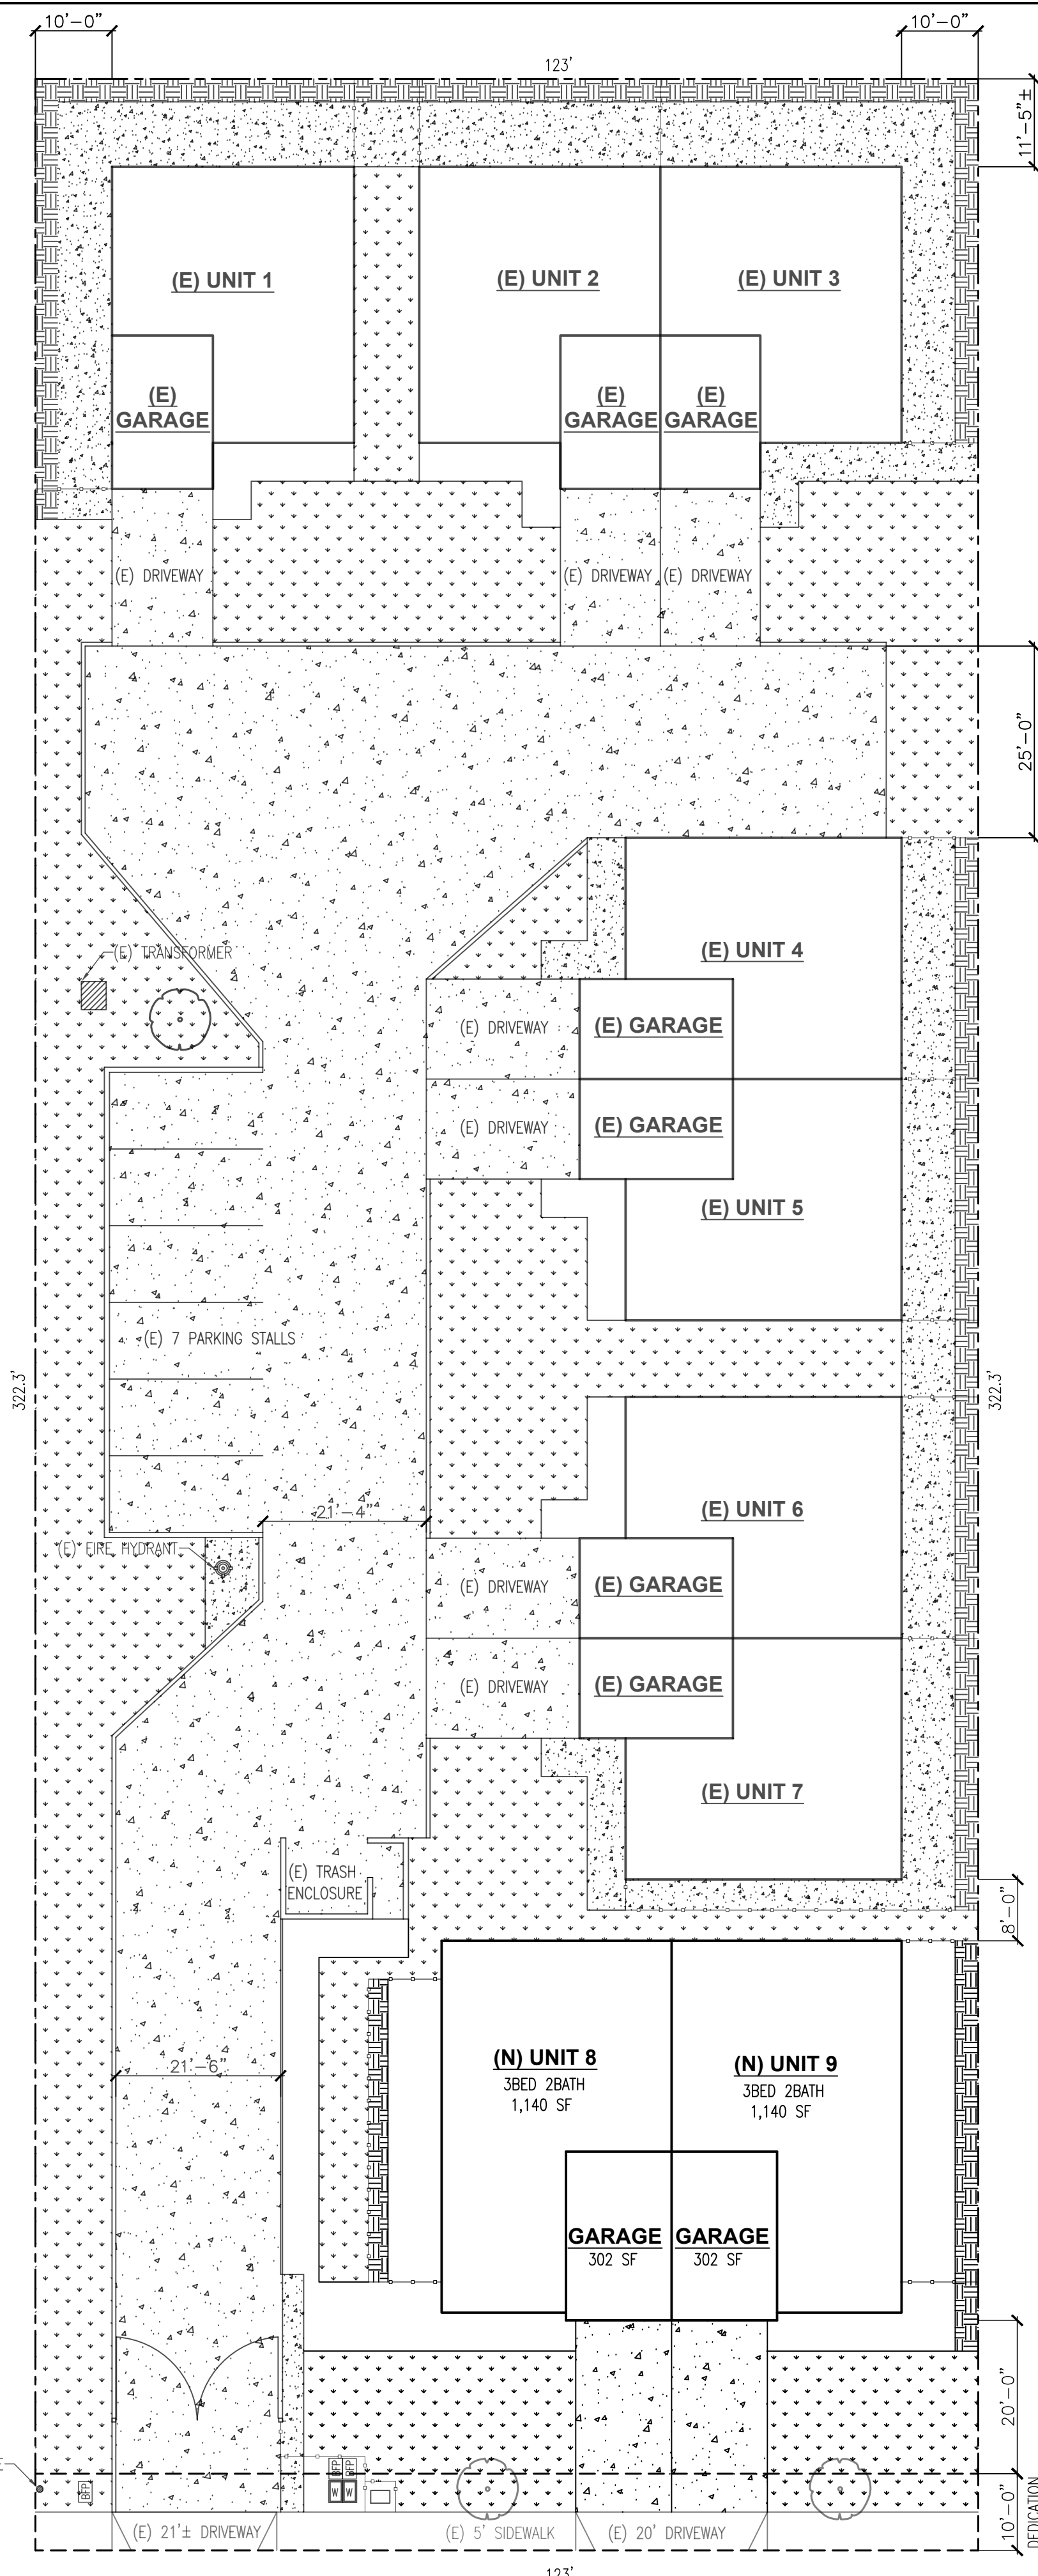 10'-0"
10'-0"
123'
11'-5"±
(E) UNIT 1
(E) UNIT 2
(E) UNIT 3
(E)
GARAGE
(E)
GARAGE
(E)
GARAGE
(E) DRIVEWAY
(E) DRIVEWAY
(E) DRIVEWAY
25'-0"
(E) TRANSFORMER
(E) UNIT 4
(E) DRIVEWAY
(E) GARAGE
(E) DRIVEWAY
(E) GARAGE
(E) UNIT 5
(E) 7 PARKING STALLS
322.3'
322.3'
21'-4"
(E) UNIT 6
(E) FIRE HYDRANT
(E) DRIVEWAY
(E) GARAGE
(E) DRIVEWAY
(E) GARAGE
(E) UNIT 7
(E) TRASH
ENCLOSURE
8'-0"
21'-6"
(N) UNIT 8
3BED 2BATH
1,140 SF
(N) UNIT 9
3BED 2BATH
1,140 SF
GARAGE
302 SF
GARAGE
302 SF
20'-0"
BFP
BFP
BFP
W
W
10'-0"
DEDICATION
(E) 21'± DRIVEWAY
(E) 5' SIDEWALK
(E) 20' DRIVEWAY
123'